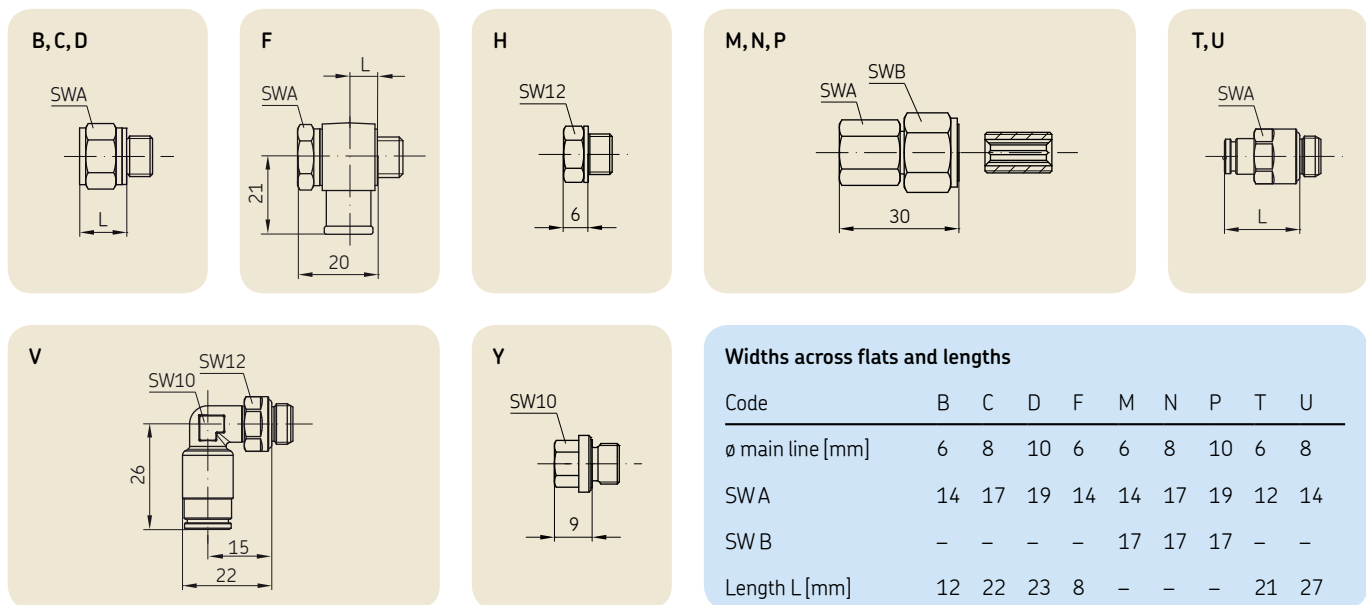 B, C, D
SWA
L
F
L
SWA
21
20
H
SW12
6
M, N, P
SWB
SWA
30
T, U
SWA
L
V
SW12
SW10
26
15
22
Y
SW10
9
Widths across flats and lengths
Code B C D F M N P T U
ø main line [mm] 6 8 10 6 6 8 10 6 8
SW A 14 17 19 14 14 17 19 12 14
SW B – – – – 17 17 17 – –
Length L [mm] 12 22 23 8 – – – 21 27